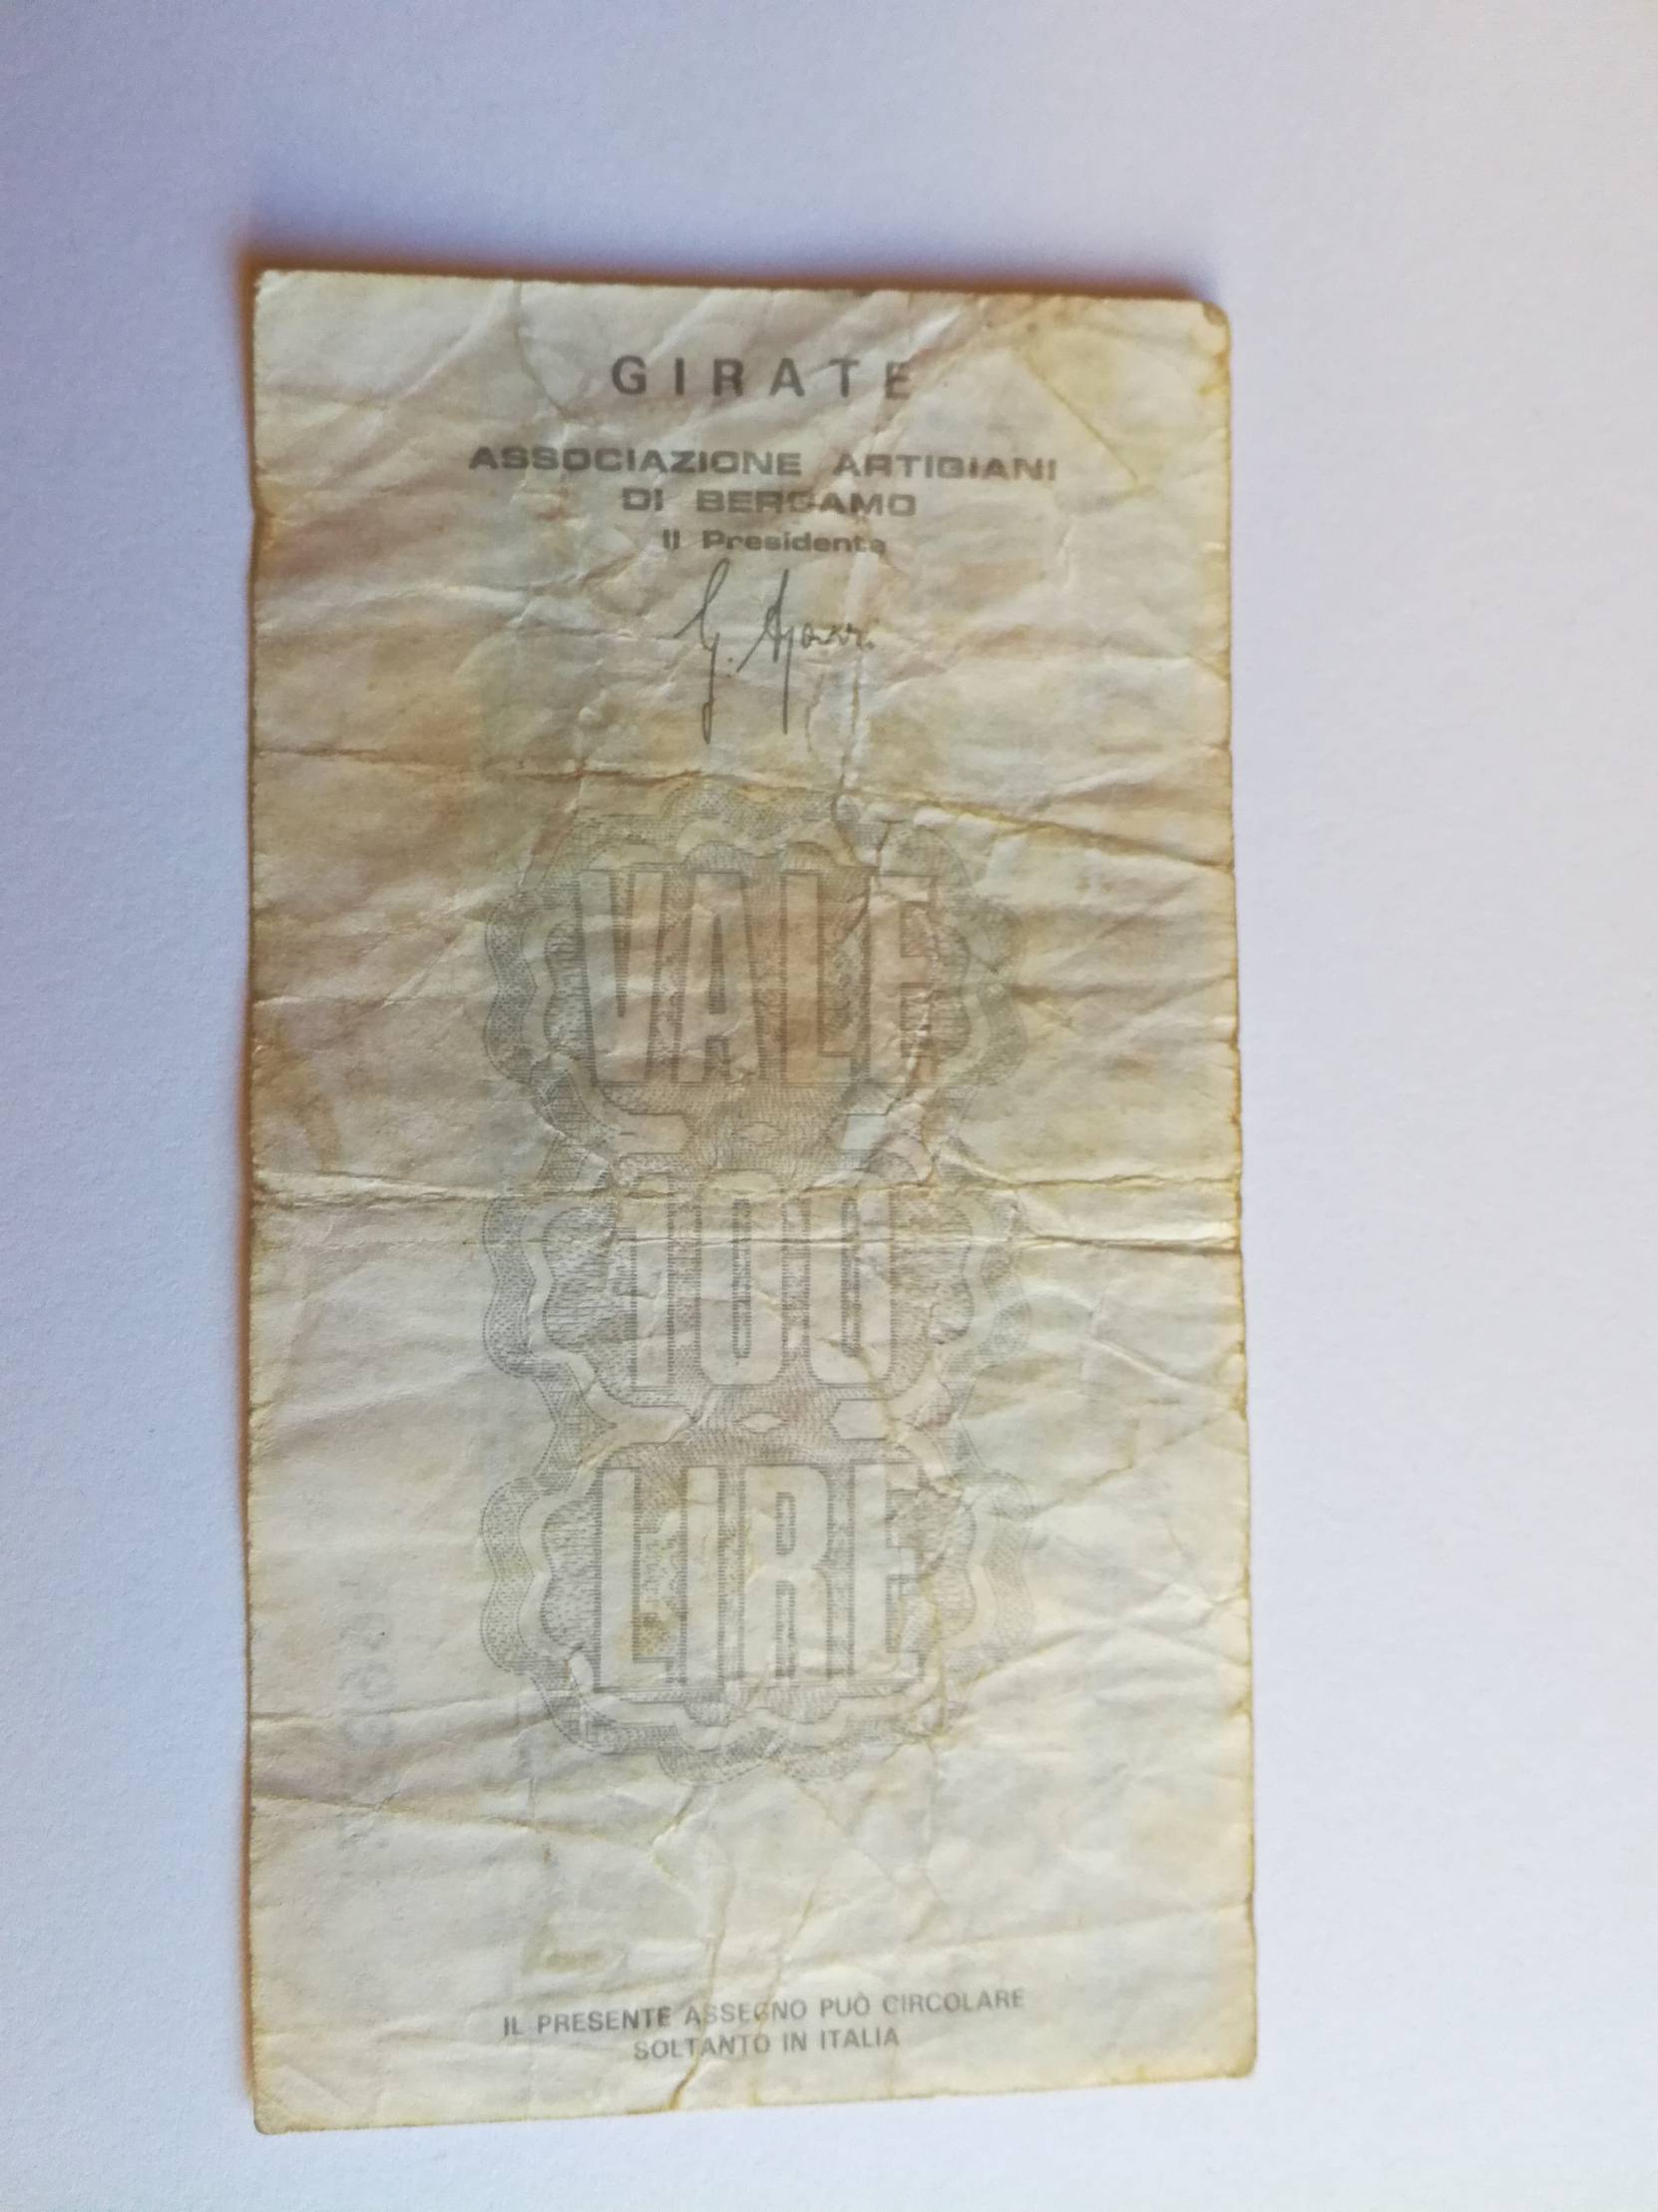 GIRATE
ASSOCIAZIONE ARTIGIANI
DI BERGAMO
Il Presidente
VALE
100
LIRE
IL PRESENTE ASSEGNO PUÒ CIRCOLARE
SOLTANTO IN ITALIA